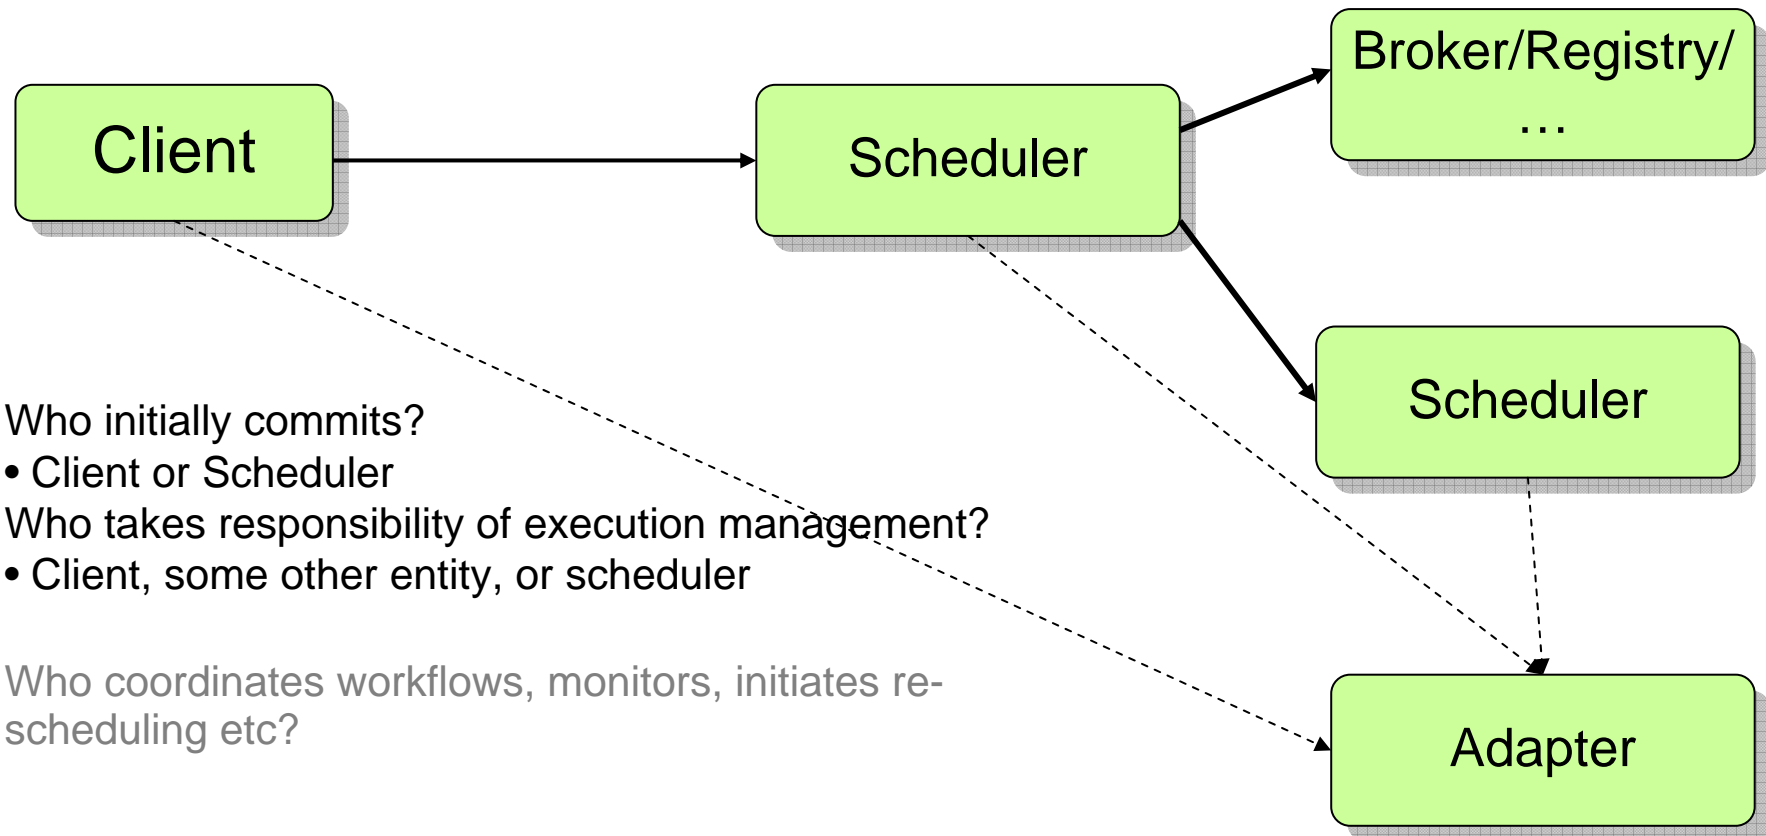 Broker/Registry/
…
Client
Scheduler
Scheduler
Who initially commits?
• Client or Scheduler
Who takes responsibility of execution management?
• Client, some other entity, or scheduler
Who coordinates workflows, monitors, initiates re-
scheduling etc?
Adapter